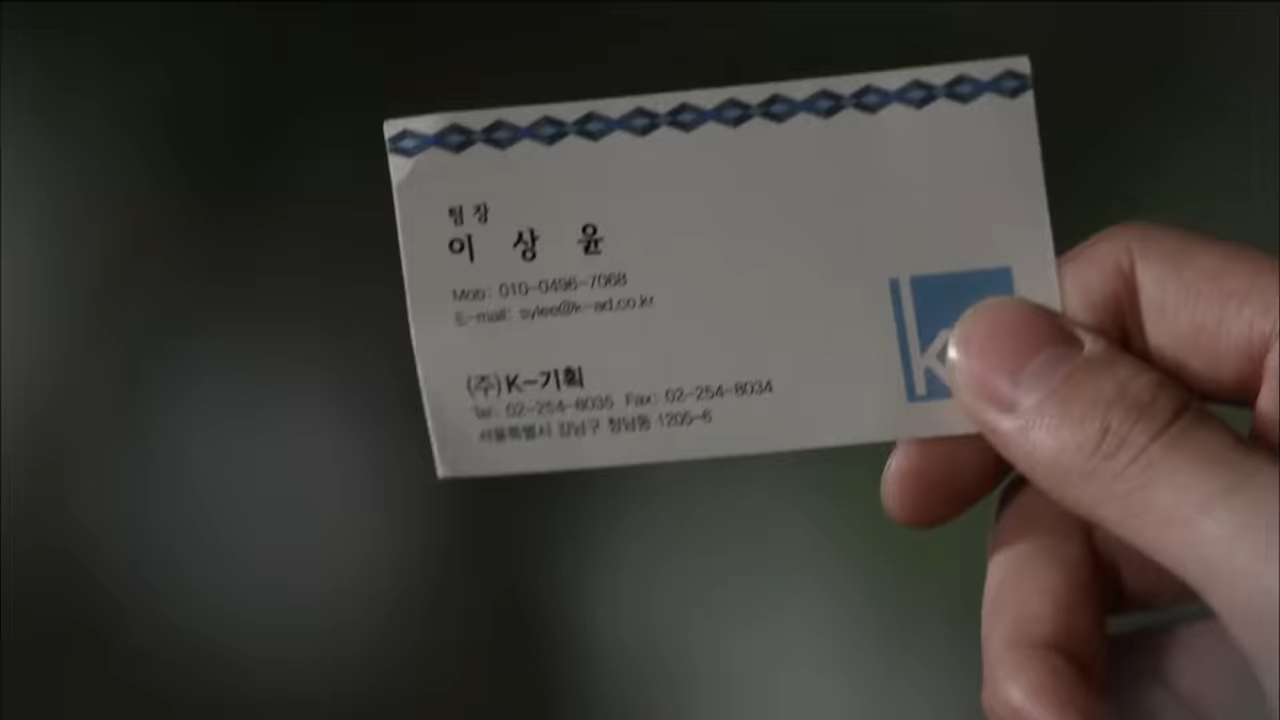 팀 장
이 상 윤
Mob: 010-0496-7068
E-mail: sylee@k-ad.co.kr
k
(주)K-기획
Tel: 02-254-8035 Fax: 02-254-8034
서울특별시 강남구 청담동 1205-6